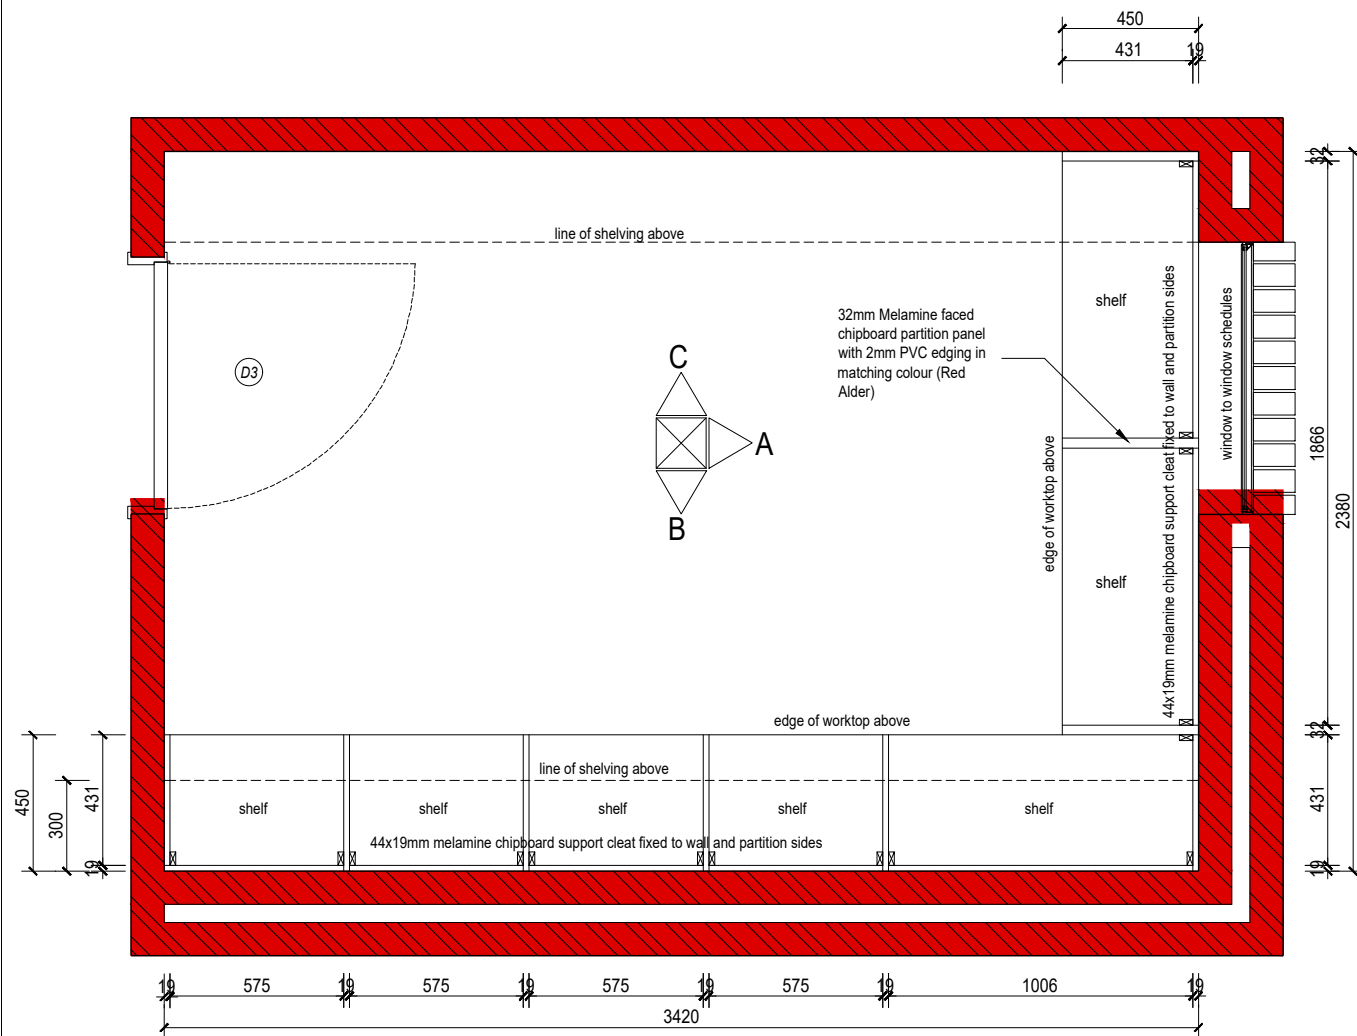 450
431
19
32
line of shelving above
shelf
32mm Melamine faced
chipboard partition panel
with 2mm PVC edging in
matching colour (Red
Alder)
44x19mm melamine chipboard support cleat fixed to wall and partition sides
window to window schedules
D3
C
A
B
edge of worktop above
1866
2380
shelf
edge of worktop above
32
line of shelving above
450
300
431
19
shelf
shelf
shelf
shelf
shelf
431
44x19mm melamine chipboard support cleat fixed to wall and partition sides
19
19
575
19
575
19
575
19
575
19
1006
19
3420